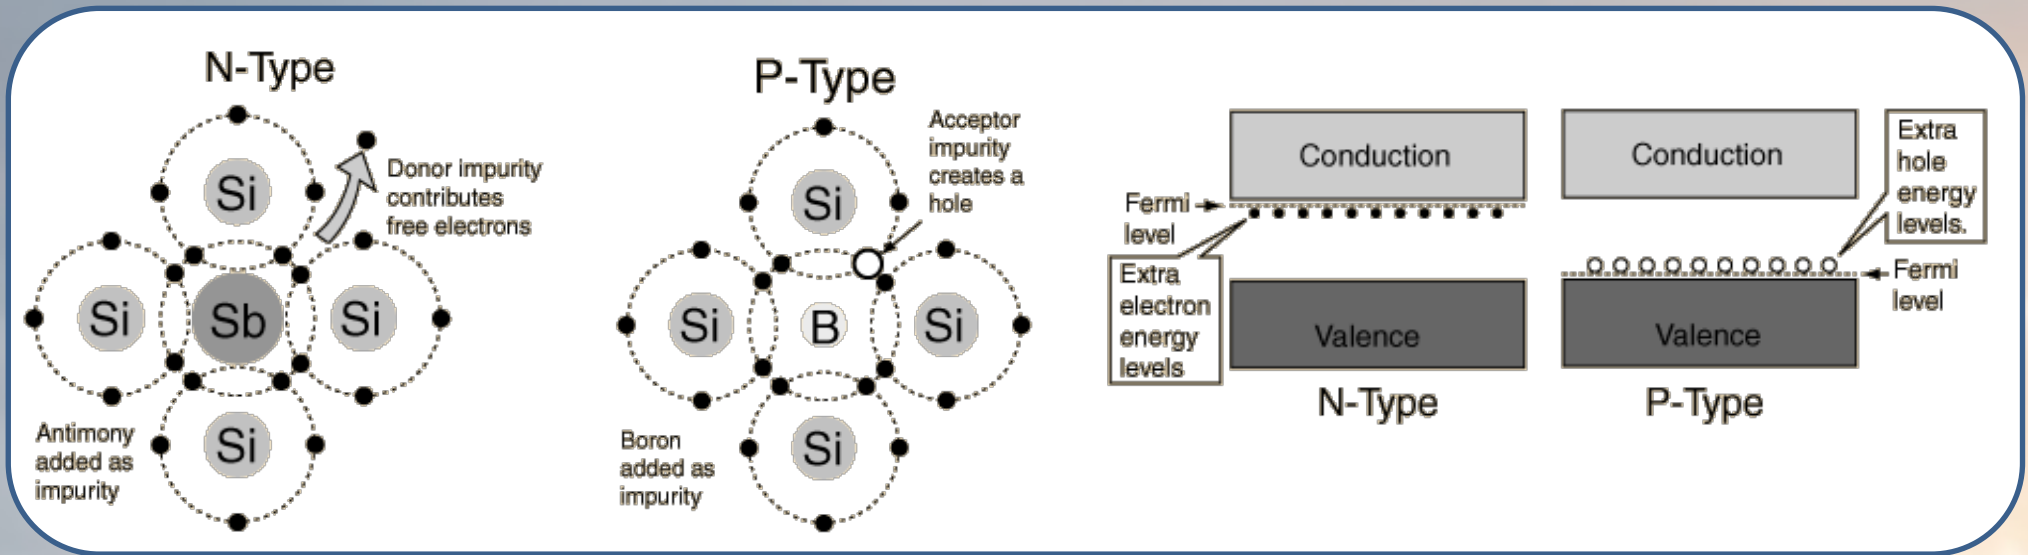 N-Type
Si
Donor impurity
contributes
free electrons
Si
Sb
Si
Si
Antimony
added as
impurity
P-Type
Acceptor
impurity
creates a
hole
Si
Si
B
Si
Si
Boron
added as
impurity
Conduction
Fermi
level
Extra
electron
energy
levels
Valence
N-Type
Conduction
Extra
hole
energy
levels.
Fermi
level
Valence
P-Type